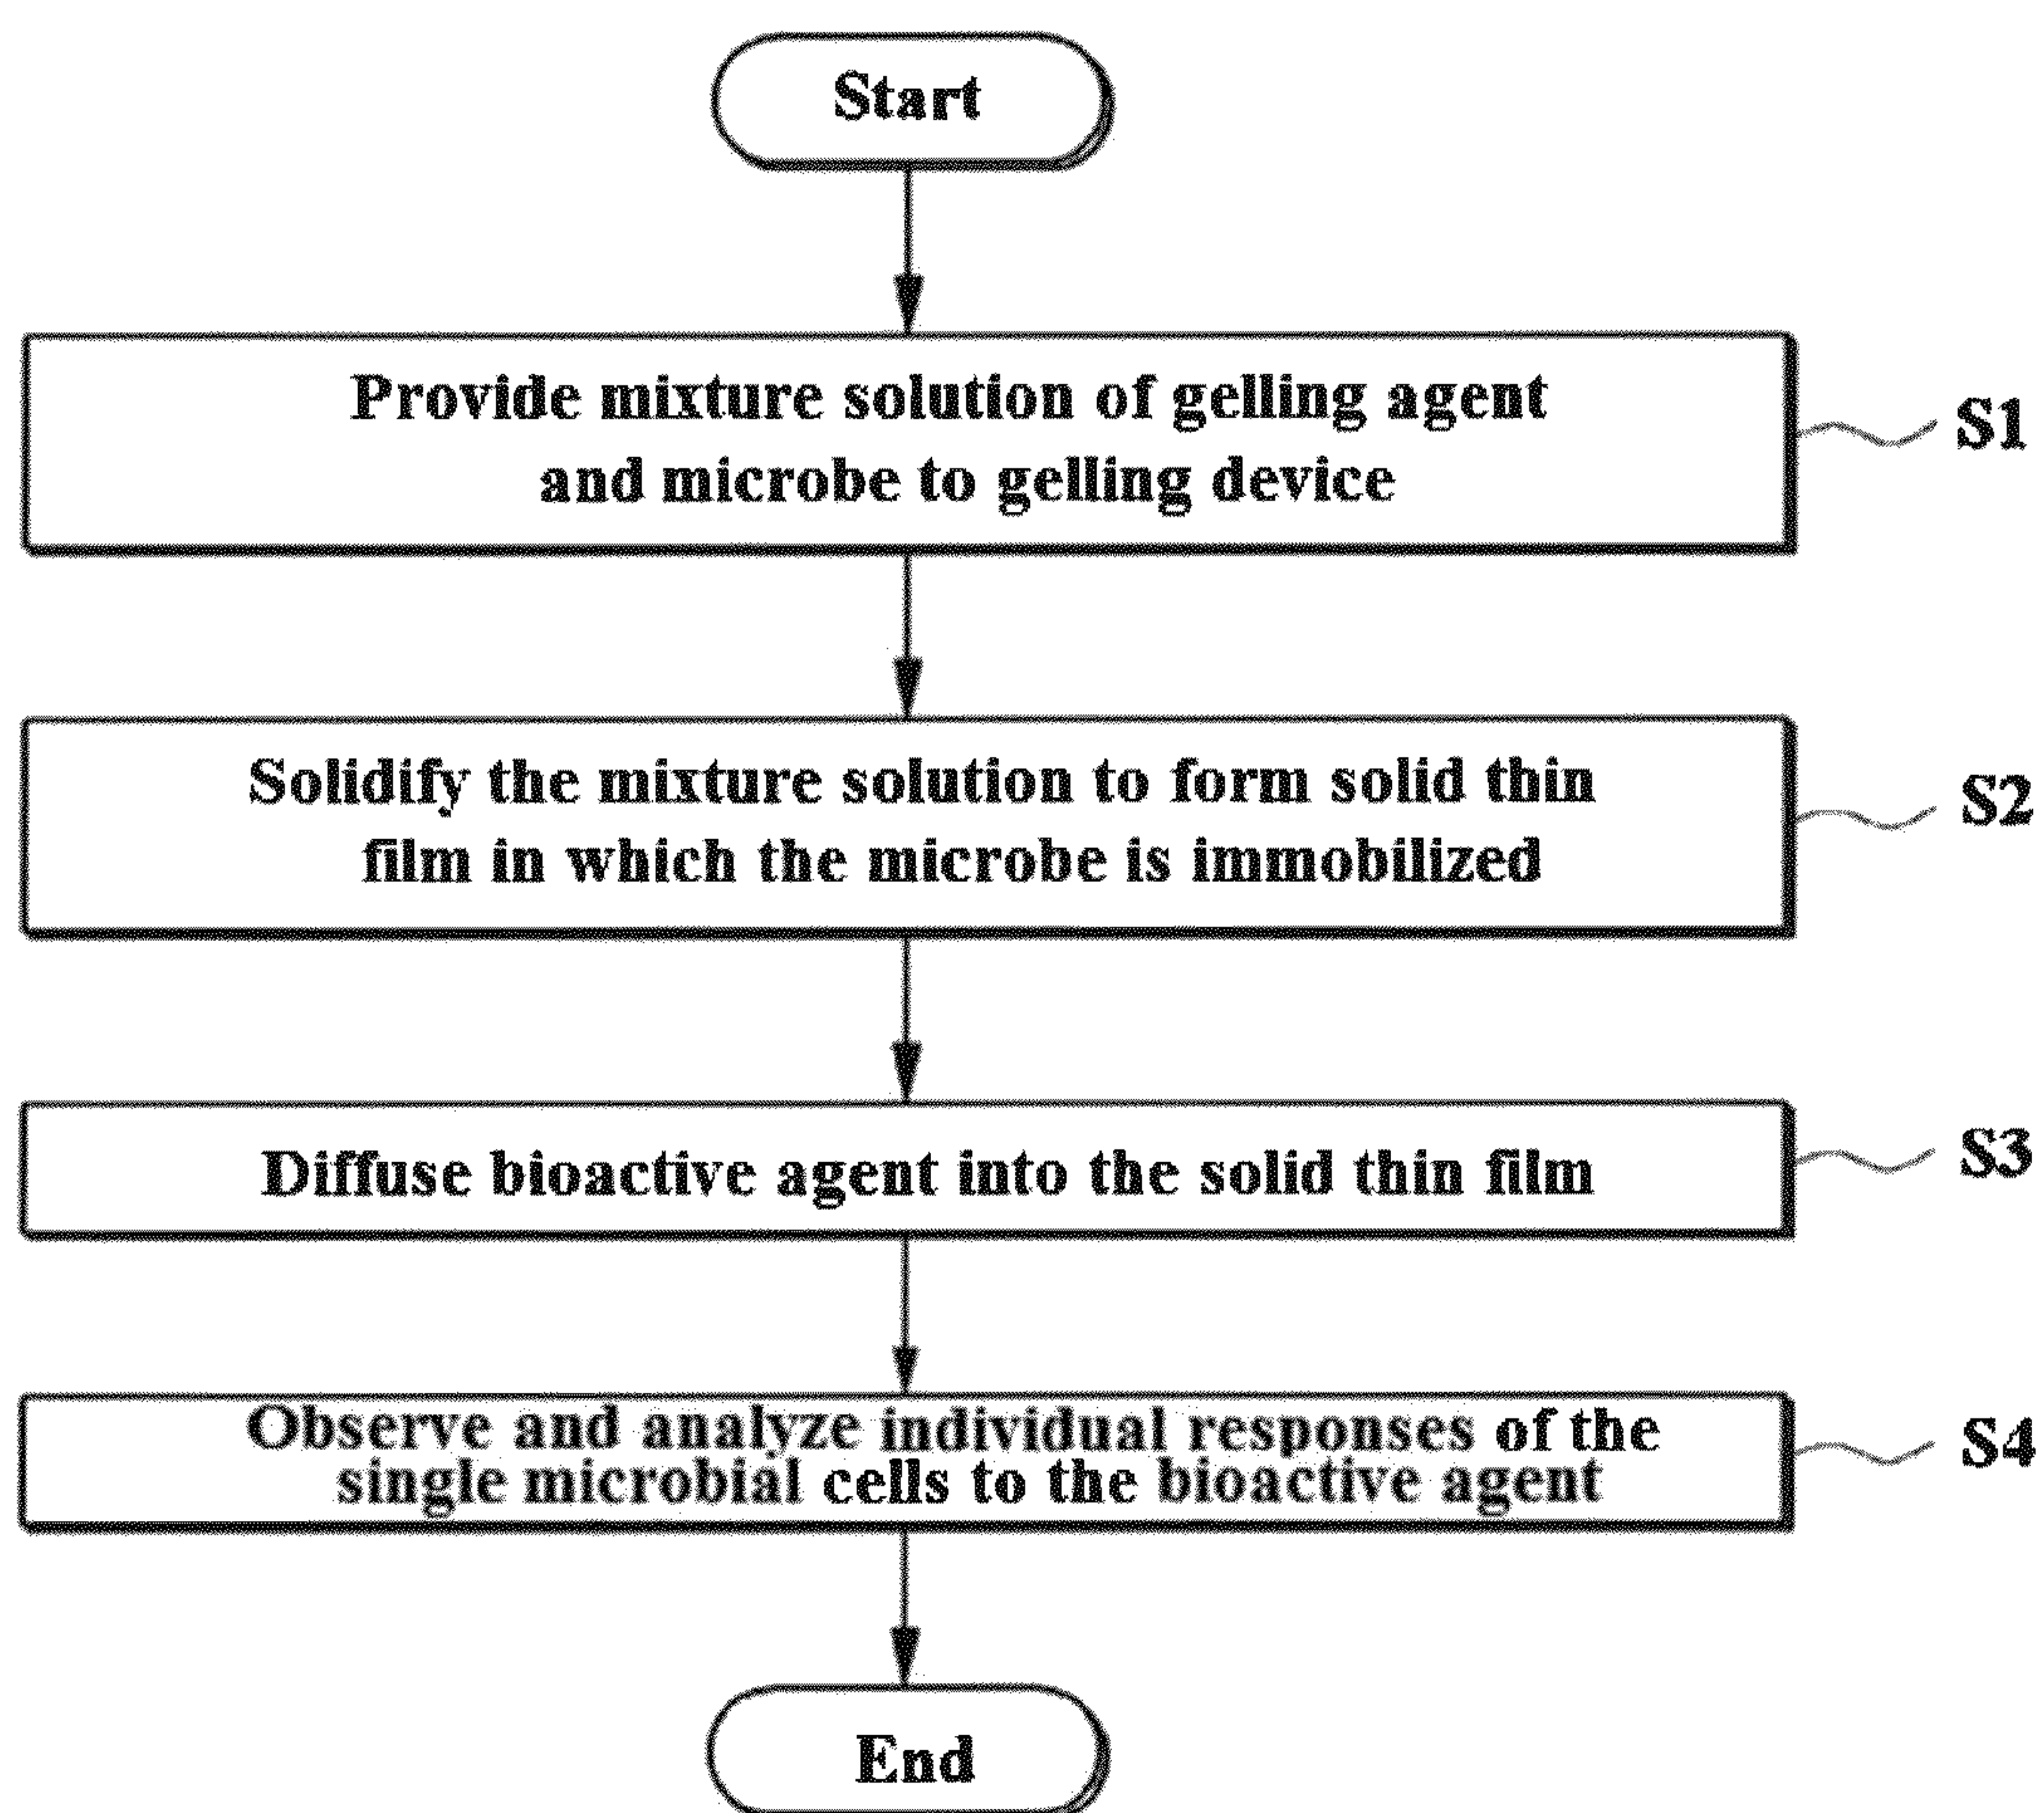 Start
Provide mixture solution of gelling agent
and microbe to gelling device
S1
Solidify the mixture solution to form solid thin
film in which the microbe is immobilized
S2
Diffuse bioactive agent into the solid thin film
S3
Observe and analyze individual responses of the
single microbial cells to the bioactive agent
S4
End